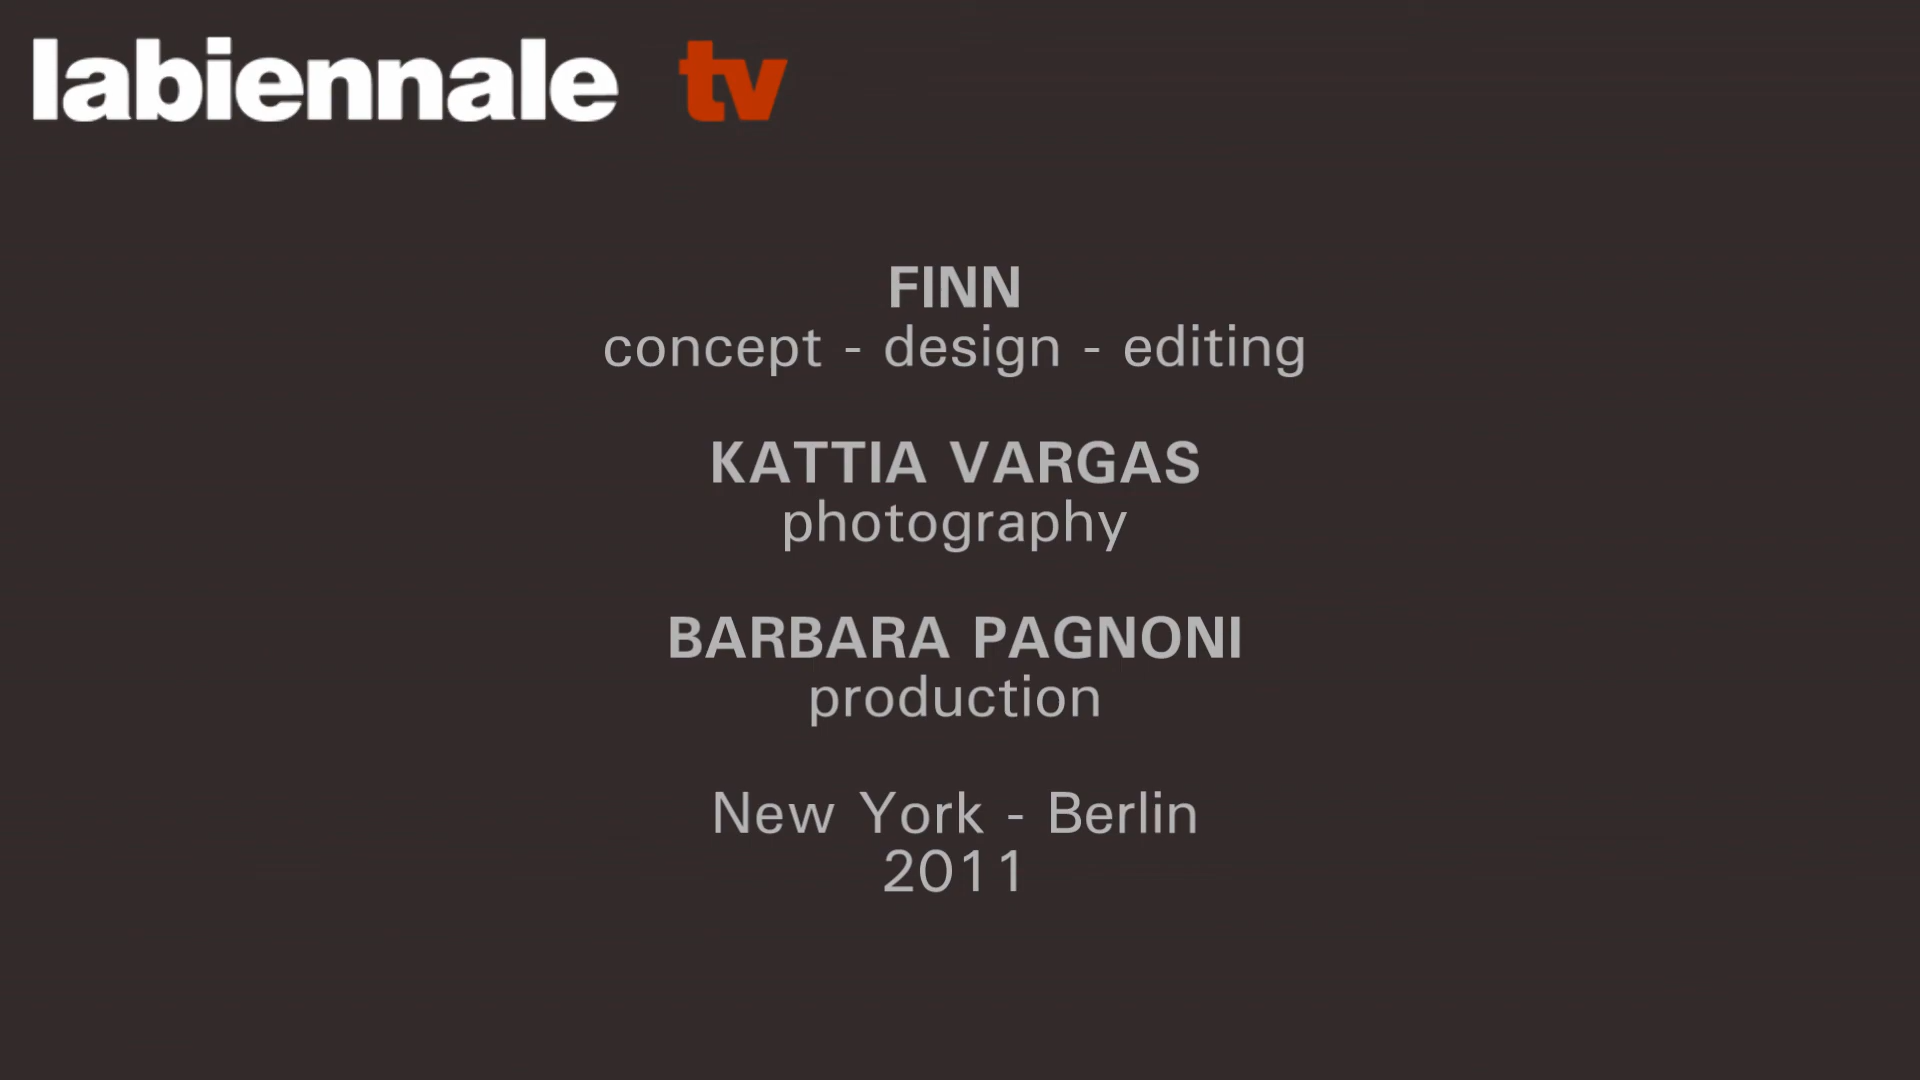 labiennale tv
FINN
concept - design - editing
KATTIA VARGAS
photography
BARBARA PAGNONI
production
New York - Berlin
2011